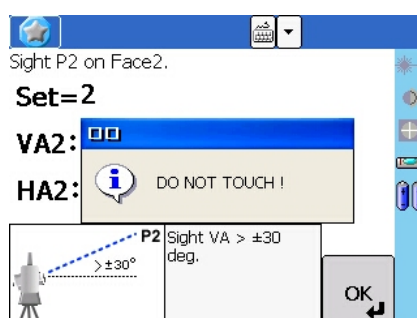 Sight P2 on Face2.
Set=2
VA2:
DO NOT TOUCH !
HA2:
P2
>±30°
Sight VA > ±30
deg.
OK